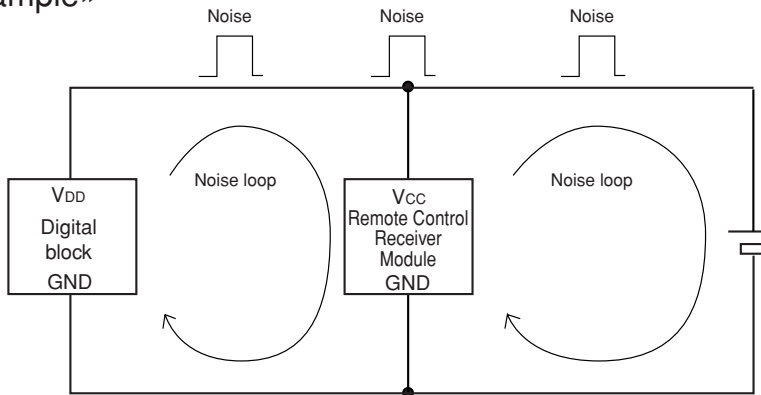 Noise Noise Noise
Noise loop Noise loop
VDD
Digital
block
GND
VCC
Remote Control
Receiver
Module
GND